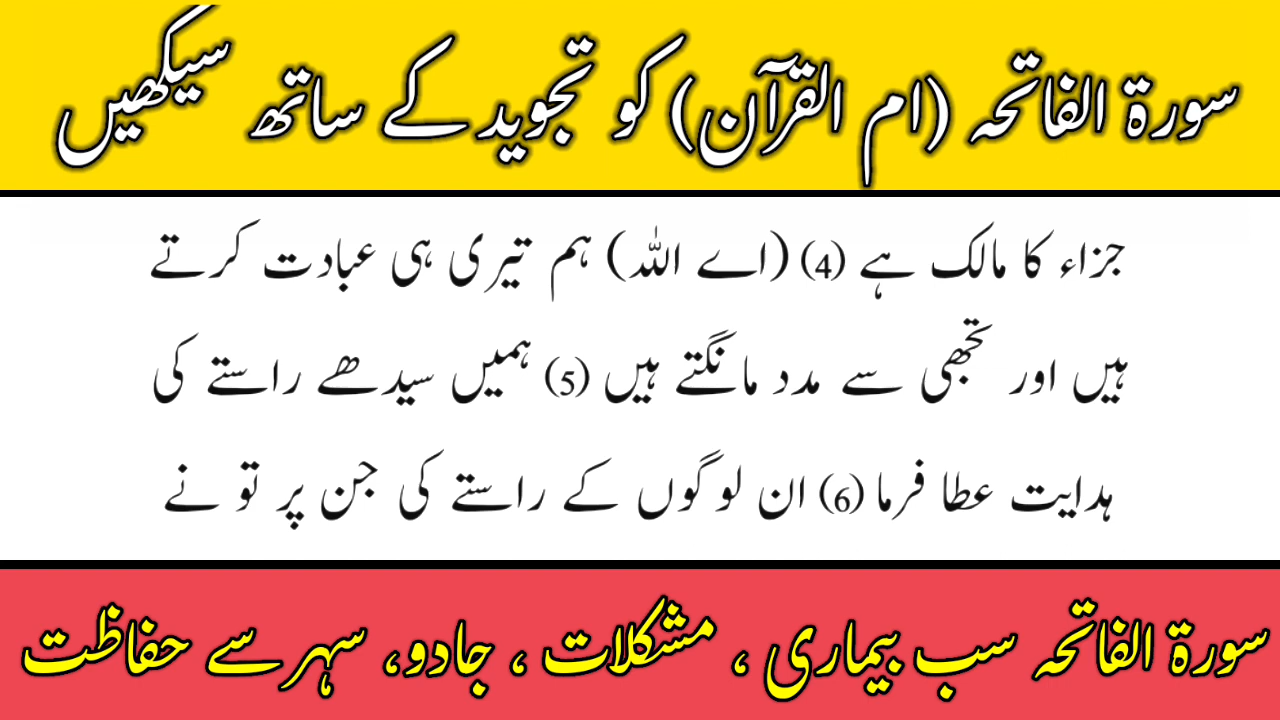 سورۃ الفاتحہ (ام القرآن) کو تجوید کے ساتھ سیکھیں
جزاء کا مالک ہے (4) (اے اللہ) ہم تیری ہی عبادت کرتے
ہیں اور تجھی سے مدد مانگتے ہیں (5) ہمیں سیدھے راستے کی
ہدایت عطا فرما (6) ان لوگوں کے راستے کی جن پر تو نے
سورۃ الفاتحہ سب بیماری ، مشکلات ، جادو، سہر سے حفاظت